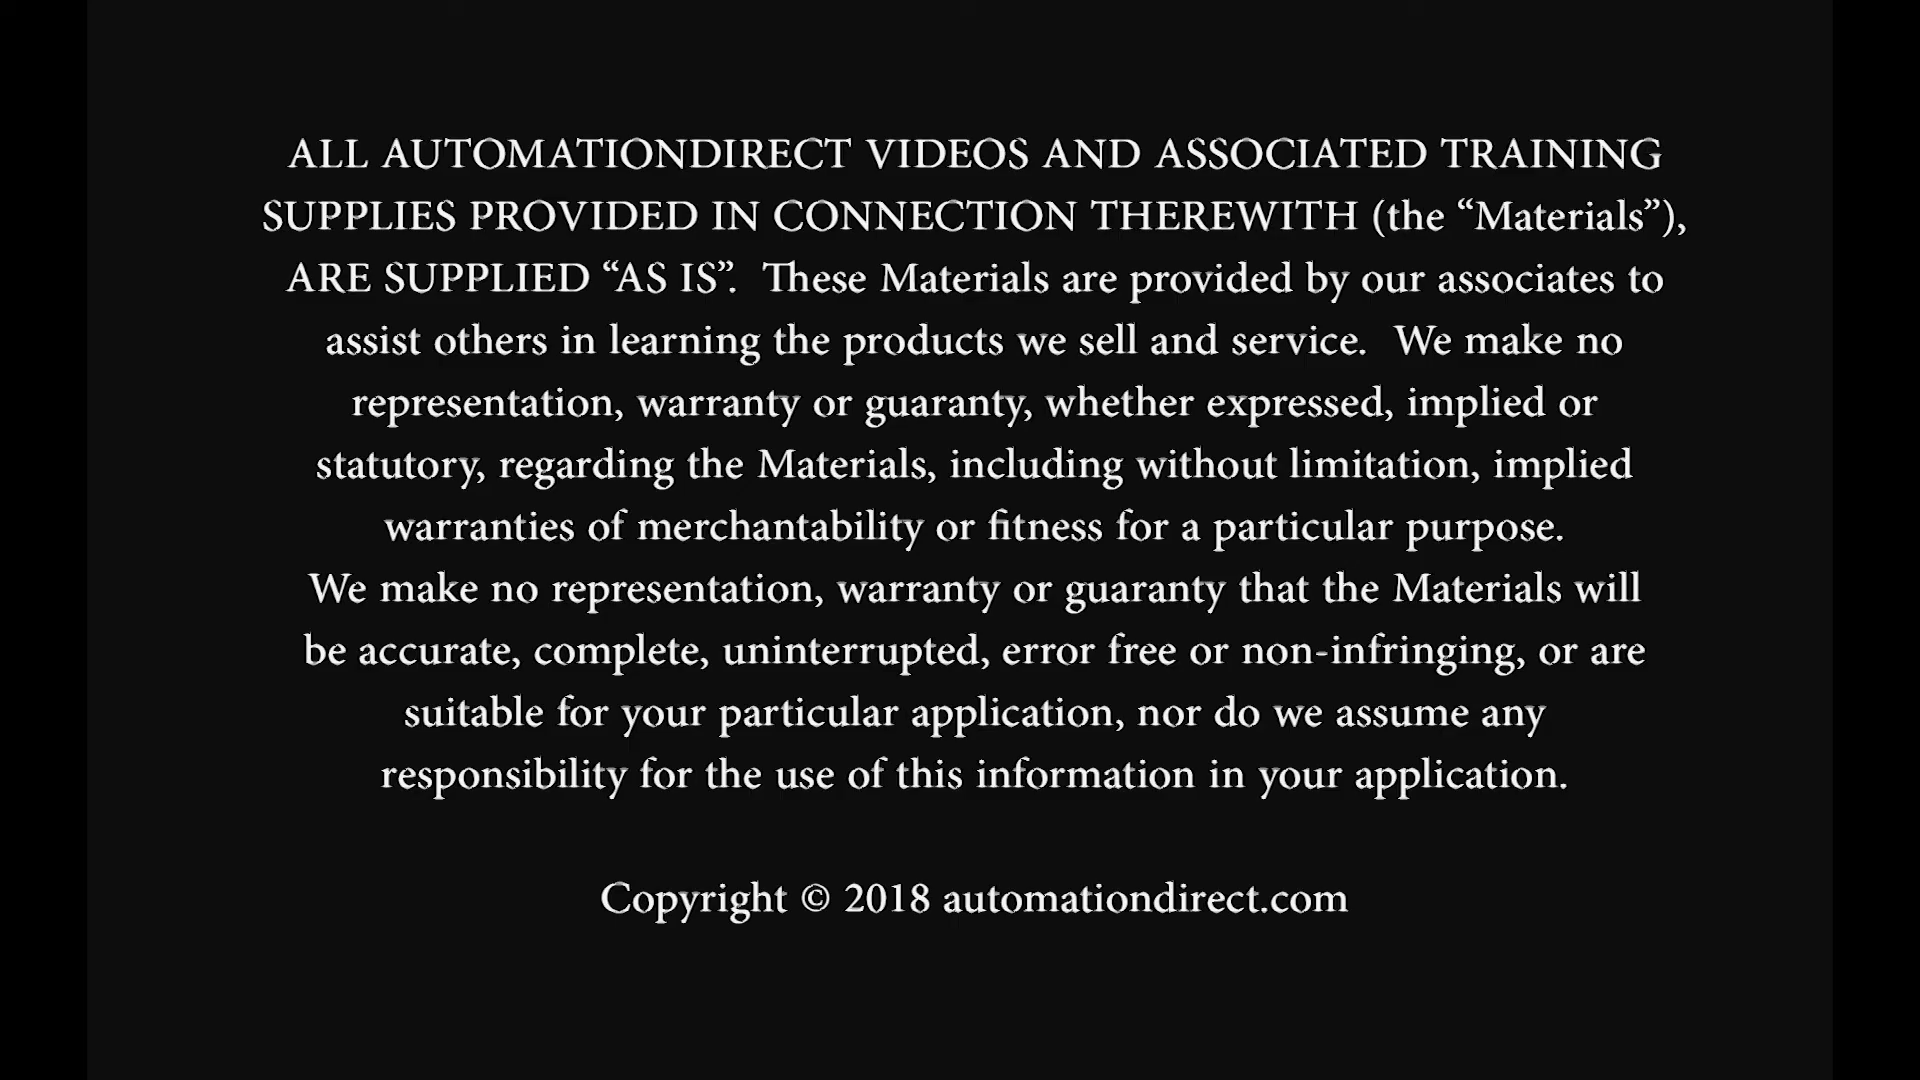 ALL AUTOMATIONDIRECT VIDEOS AND ASSOCIATED TRAINING
SUPPLIES PROVIDED IN CONNECTION THEREWITH (the “Materials”),
ARE SUPPLIED “AS IS”.  These Materials are provided by our associates to
assist others in learning the products we sell and service.  We make no
representation, warranty or guaranty, whether expressed, implied or
statutory, regarding the Materials, including without limitation, implied
warranties of merchantability or fitness for a particular purpose.
We make no representation, warranty or guaranty that the Materials will
be accurate, complete, uninterrupted, error free or non-infringing, or are
suitable for your particular application, nor do we assume any
responsibility for the use of this information in your application.
Copyright © 2018 automationdirect.com